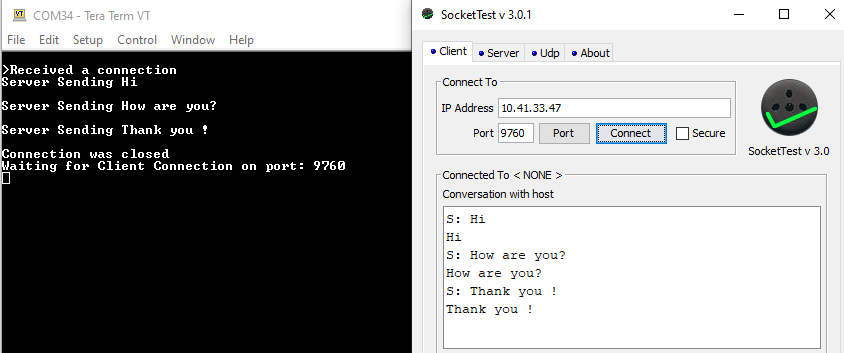 COM34 - Tera Term VT
File Edit Setup Control Window Help
>Received a connection
Server Sending Hi
Server Sending How are you?
Server Sending Thank you !
Connection was closed
Waiting for Client Connection on port: 9760
SocketTest v 3.0.1
Client Server Udp About
Connect To
IP Address 10.41.33.47
Port 9760 Port Connect Secure
SocketTest v 3.0
Connected To < NONE >
Conversation with host
S: Hi
Hi
S: How are you?
How are you?
S: Thank you !
Thank you !